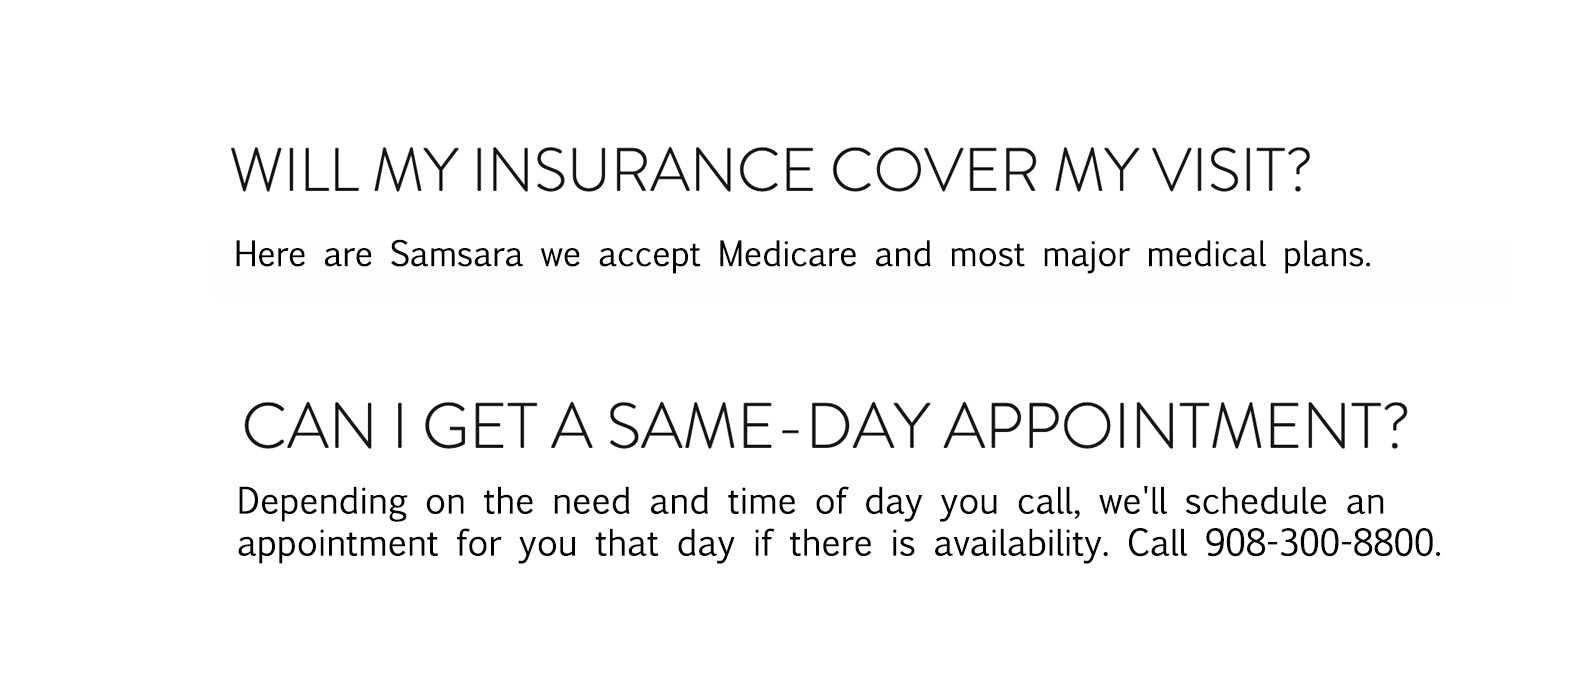 WILL MY INSURANCE COVER MY VISIT?
Here are Samsara we accept Medicare and most major medical plans.
CAN I GET A SAME-DAY APPOINTMENT?
Depending on the need and time of day you call, we'll schedule an
appointment for you that day if there is availability. Call 908-300-8800.